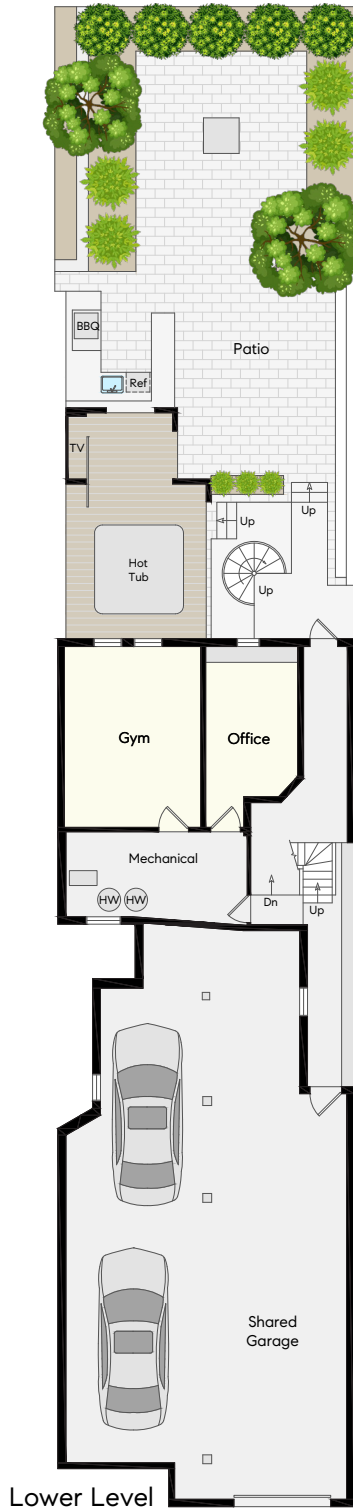 BBQ
Ref
Patio
TV
Up
Up
Hot
Tub
Up
Gym
Office
Mechanical
HW
HW
Dn
Up
Shared
Garage
Lower Level